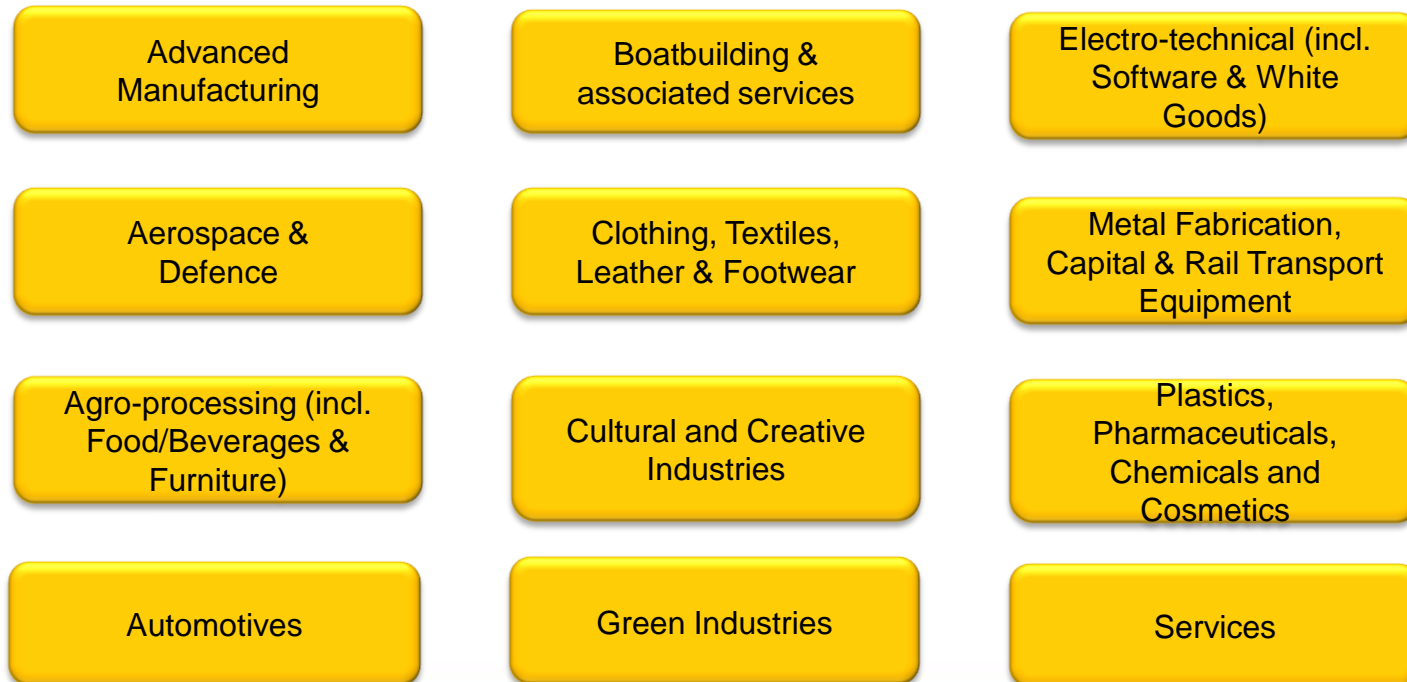 Advanced
Manufacturing
Boatbuilding &
associated services
Electro-technical (incl.
Software & White
Goods)
Aerospace &
Defence
Clothing, Textiles,
Leather & Footwear
Metal Fabrication,
Capital & Rail Transport
Equipment
Agro-processing (incl.
Food/Beverages &
Furniture)
Cultural and Creative
Industries
Plastics,
Pharmaceuticals,
Chemicals and
Cosmetics
Automotives
Green Industries
Services